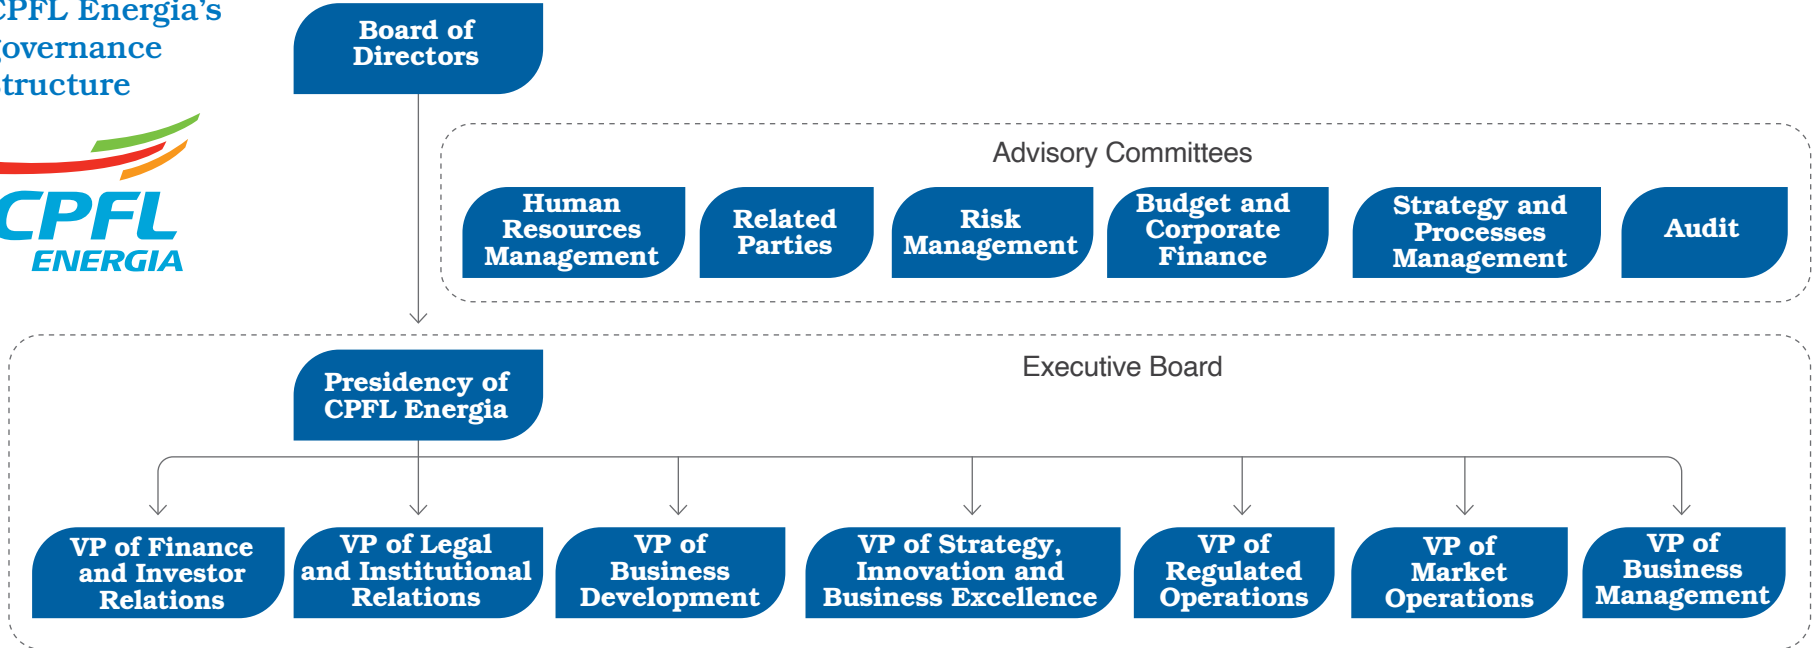 CPFL Energia's
governance
structure
Board of
Directors
CPFL
ENERGIA
Advisory Committees
Human
Resources
Management
Related
Parties
Risk
Management
Budget and
Corporate
Finance
Strategy and
Processes
Management
Audit
Executive Board
Presidency of
CPFL Energia
VP of Finance
and Investor
Relations
VP of Legal
and Institutional
Relations
VP of
Business
Development
VP of Strategy,
Innovation and
Business Excellence
VP of
Regulated
Operations
VP of
Market
Operations
VP of
Business
Management